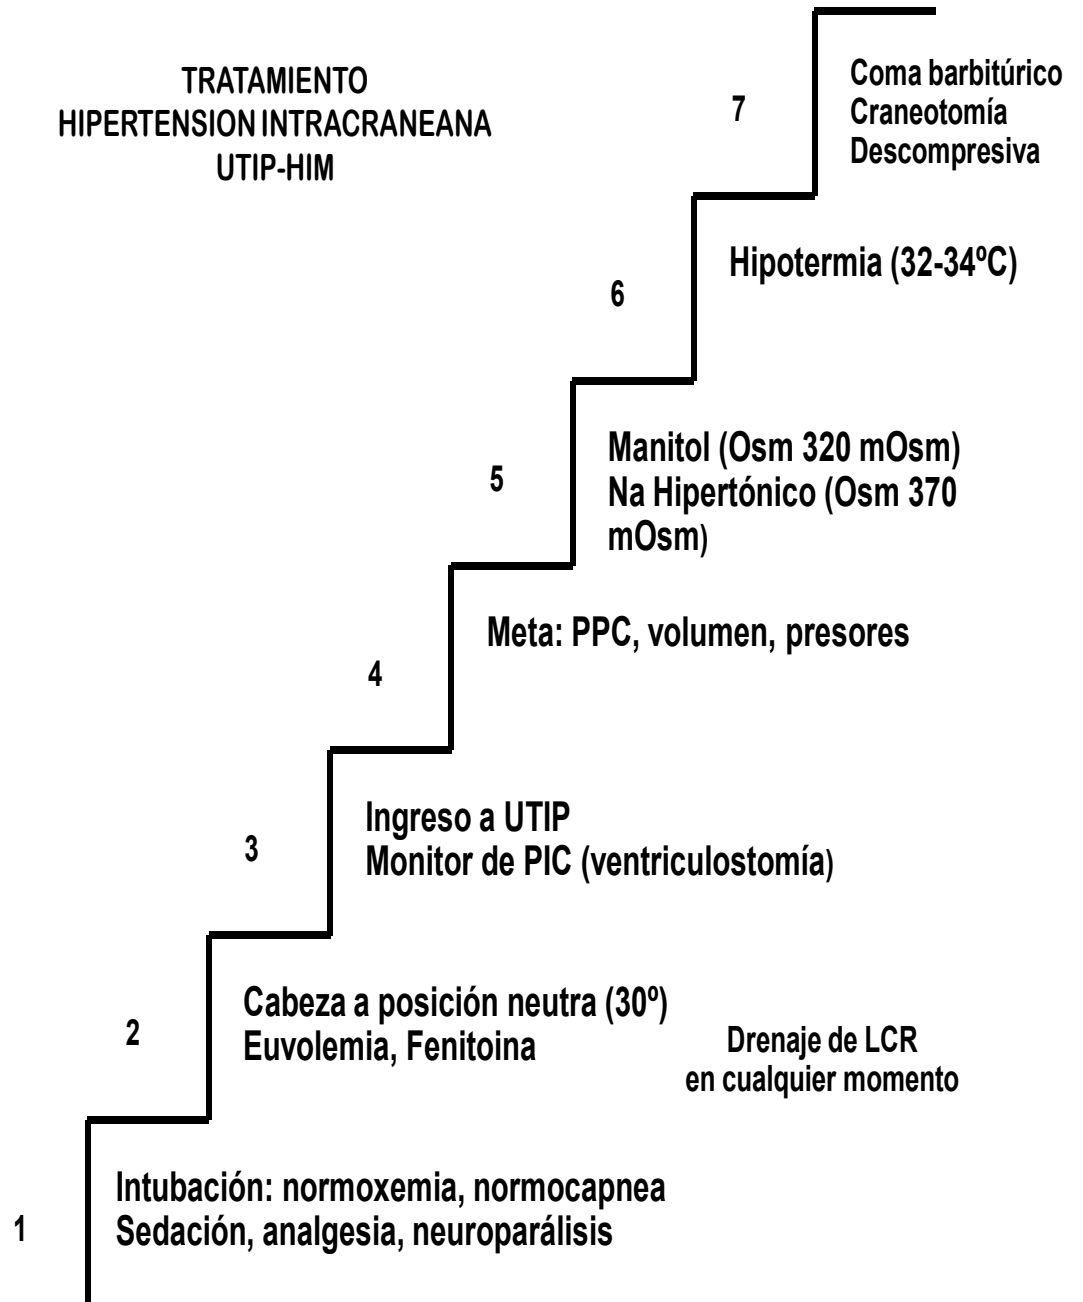 TRATAMIENTO
HIPERTENSION INTRACRANEANA
UTIP-HIM
7
Coma barbitúrico
Craneotomía
Descompresiva
6
Hipotermia (32-34ºC)
5
Manitol (Osm 320 mOsm)
Na Hipertónico (Osm 370
mOsm)
4
Meta: PPC, volumen, presores
3
Ingreso a UTIP
Monitor de PIC (ventriculostomía)
2
Cabeza a posición neutra (30º)
Euvolemia, Fenitoina
Drenaje de LCR
en cualquier momento
1
Intubación: normoxemia, normocapnea
Sedación, analgesia, neuroparálisis